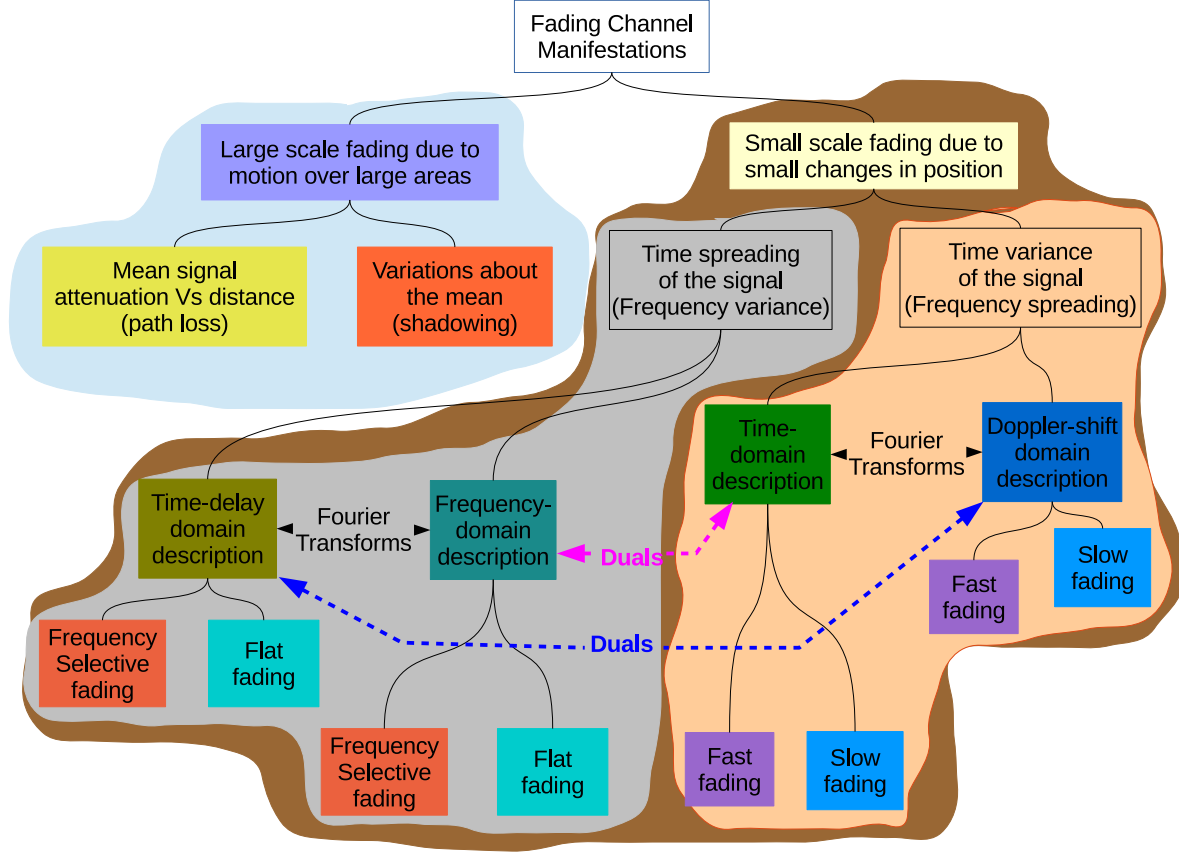 Fading Channel
Manifestations
Large scale fading due to
motion over large areas
Small scale fading due to
small changes in position
Mean signal
attenuation Vs distance
(path loss)
Variations about
the mean
(shadowing)
Time spreading
of the signal
(Frequency variance)
Time variance
of the signal
(Frequency spreading)
Time-delay
domain
description
Fourier
Transforms
Frequency-
domain
description
Duals
Time-
domain
description
Fourier
Transforms
Doppler-shift
domain
description
Duals
Frequency
Selective
fading
Flat
fading
Frequency
Selective
fading
Flat
fading
Fast
fading
Slow
fading
Fast
fading
Slow
fading